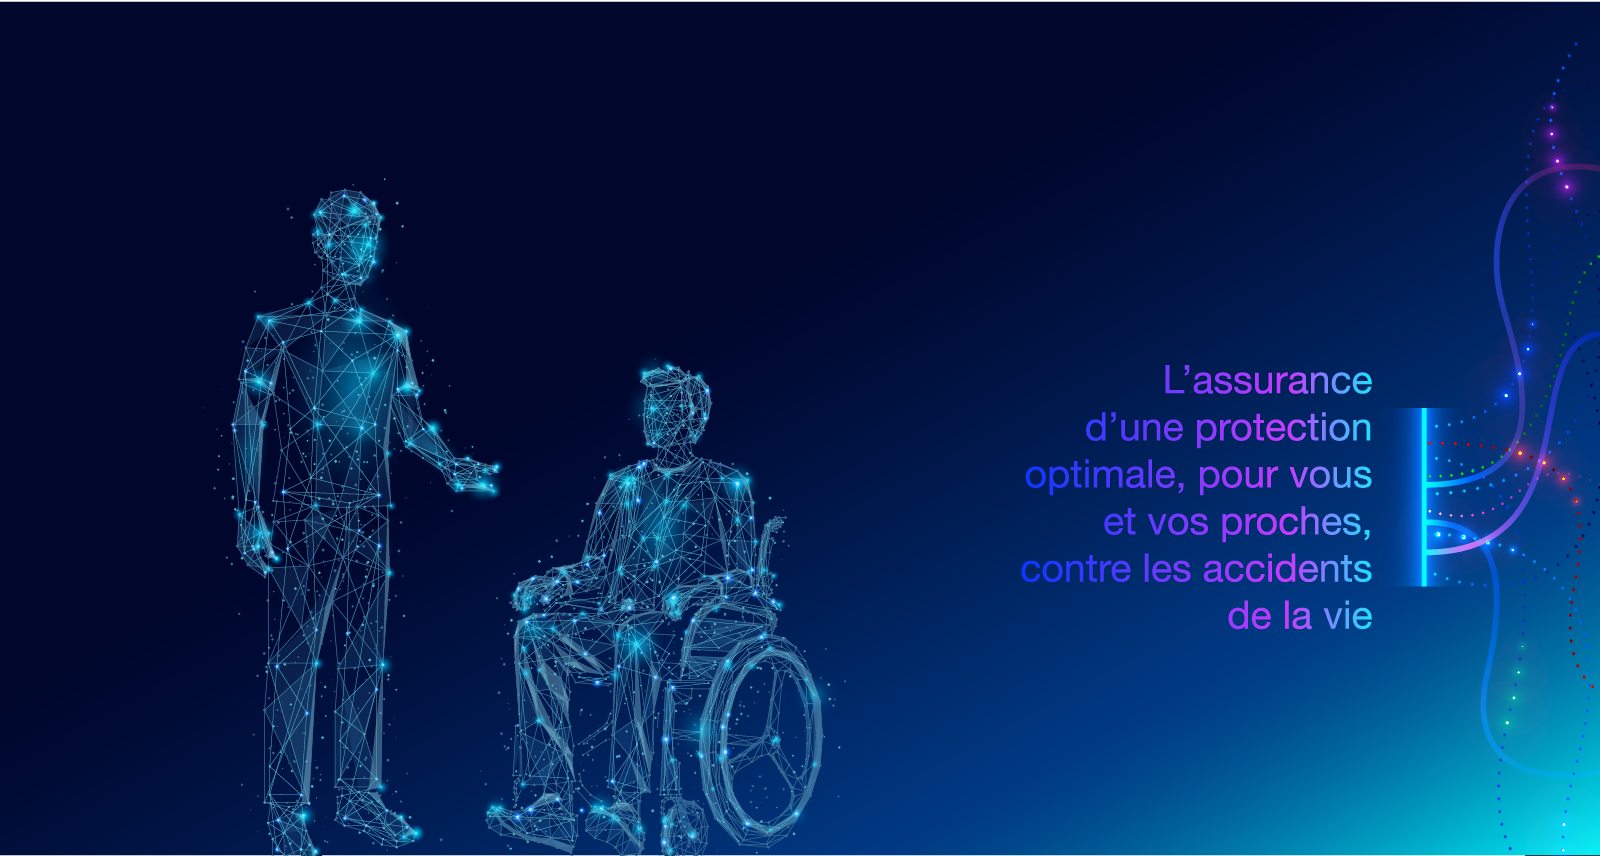 L’assurance
d’une protection
optimale, pour vous
et vos proches,
contre les accidents
de la vie